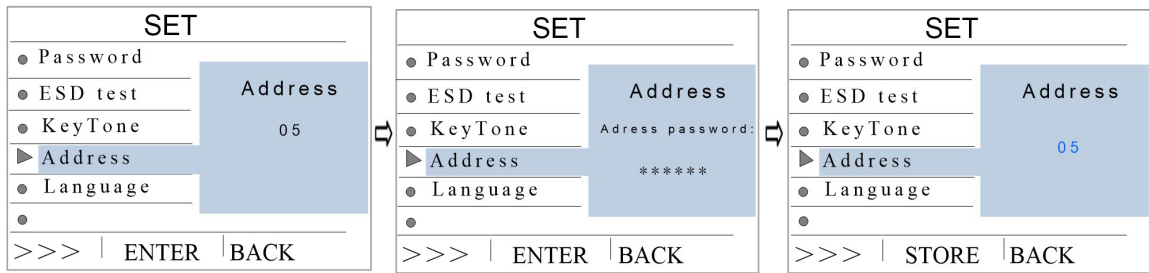 SET
Password
ESD test
KeyTone
Address
Language
Address
05
>>> ENTER BACK
SET
Password
ESD test
KeyTone
Address
Language
Address
Adress password:
******
>>> ENTER BACK
SET
Password
ESD test
KeyTone
Address
Language
Address
05
>>> STORE BACK